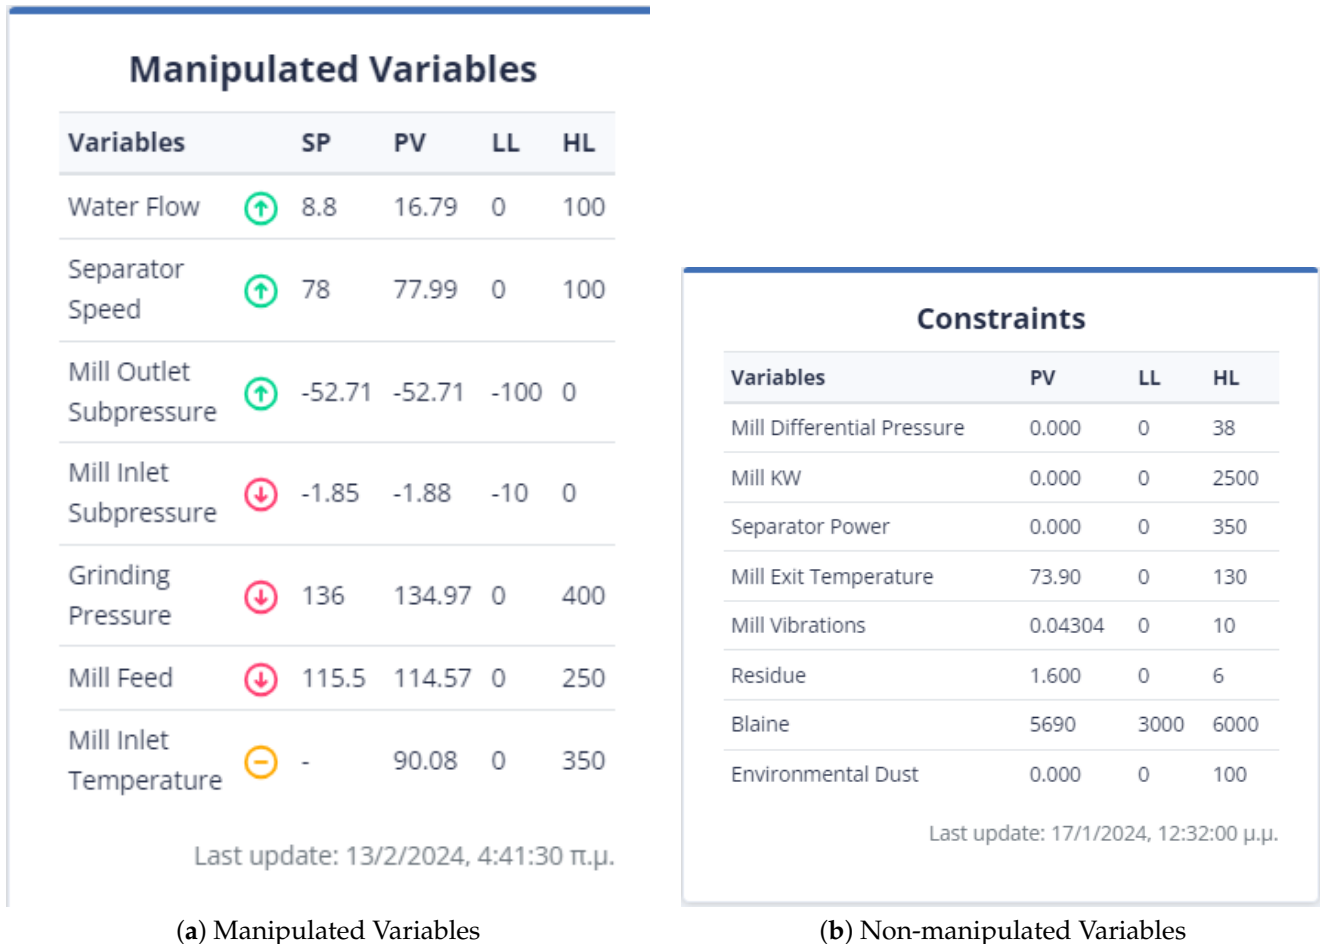 Manipulated Variables
Variables SP PV LL HL
Water Flow 8.8 16.79 0 100
Separator
Speed 78 77.99 0 100
Mill Outlet
Subpressure -52.71 -52.71 -100 0
Mill Inlet
Subpressure -1.85 -1.88 -10 0
Grinding
Pressure 136 134.97 0 400
Mill Feed 115.5 114.57 0 250
Mill Inlet
Temperature - 90.08 0 350
Last update: 13/2/2024, 4:41:30 π.μ.
(a) Manipulated Variables
Constraints
Variables PV LL HL
Mill Differential Pressure 0.000 0 38
Mill KW 0.000 0 2500
Separator Power 0.000 0 350
Mill Exit Temperature 73.90 0 130
Mill Vibrations 0.04304 0 10
Residue 1.600 0 6
Blaine 5690 3000 6000
Environmental Dust 0.000 0 100
Last update: 17/1/2024, 12:32:00 μ.μ.
(b) Non-manipulated Variables